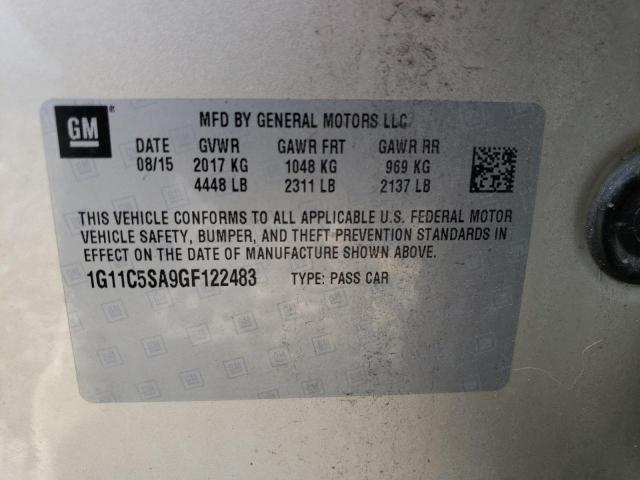 GM
MFD BY GENERAL MOTORS LLC
DATE GVWR GAWR FRT GAWR RR
08/15 2017 KG 1048 KG 969 KG
4448 LB 2311 LB 2137 LB
THIS VEHICLE CONFORMS TO ALL APPLICABLE U.S. FEDERAL MOTOR
VEHICLE SAFETY, BUMPER, AND THEFT PREVENTION STANDARDS IN
EFFECT ON THE DATE OF MANUFACTURE SHOWN ABOVE.
1G11C5SA9GF122483 TYPE: PASS CAR